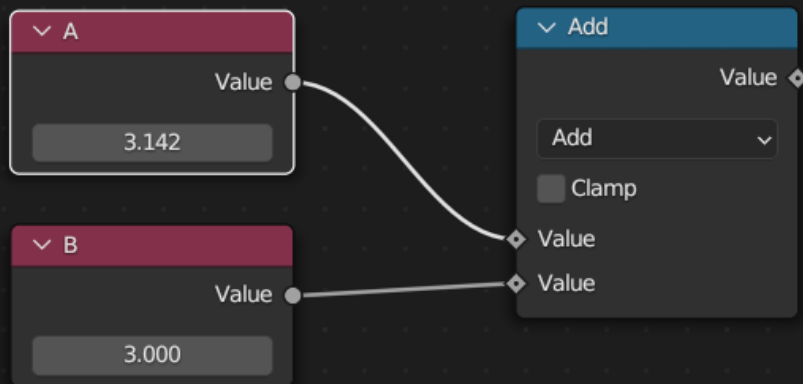 A
Value
3.142
B
Value
3.000
Add
Value
Add
Clamp
Value
Value